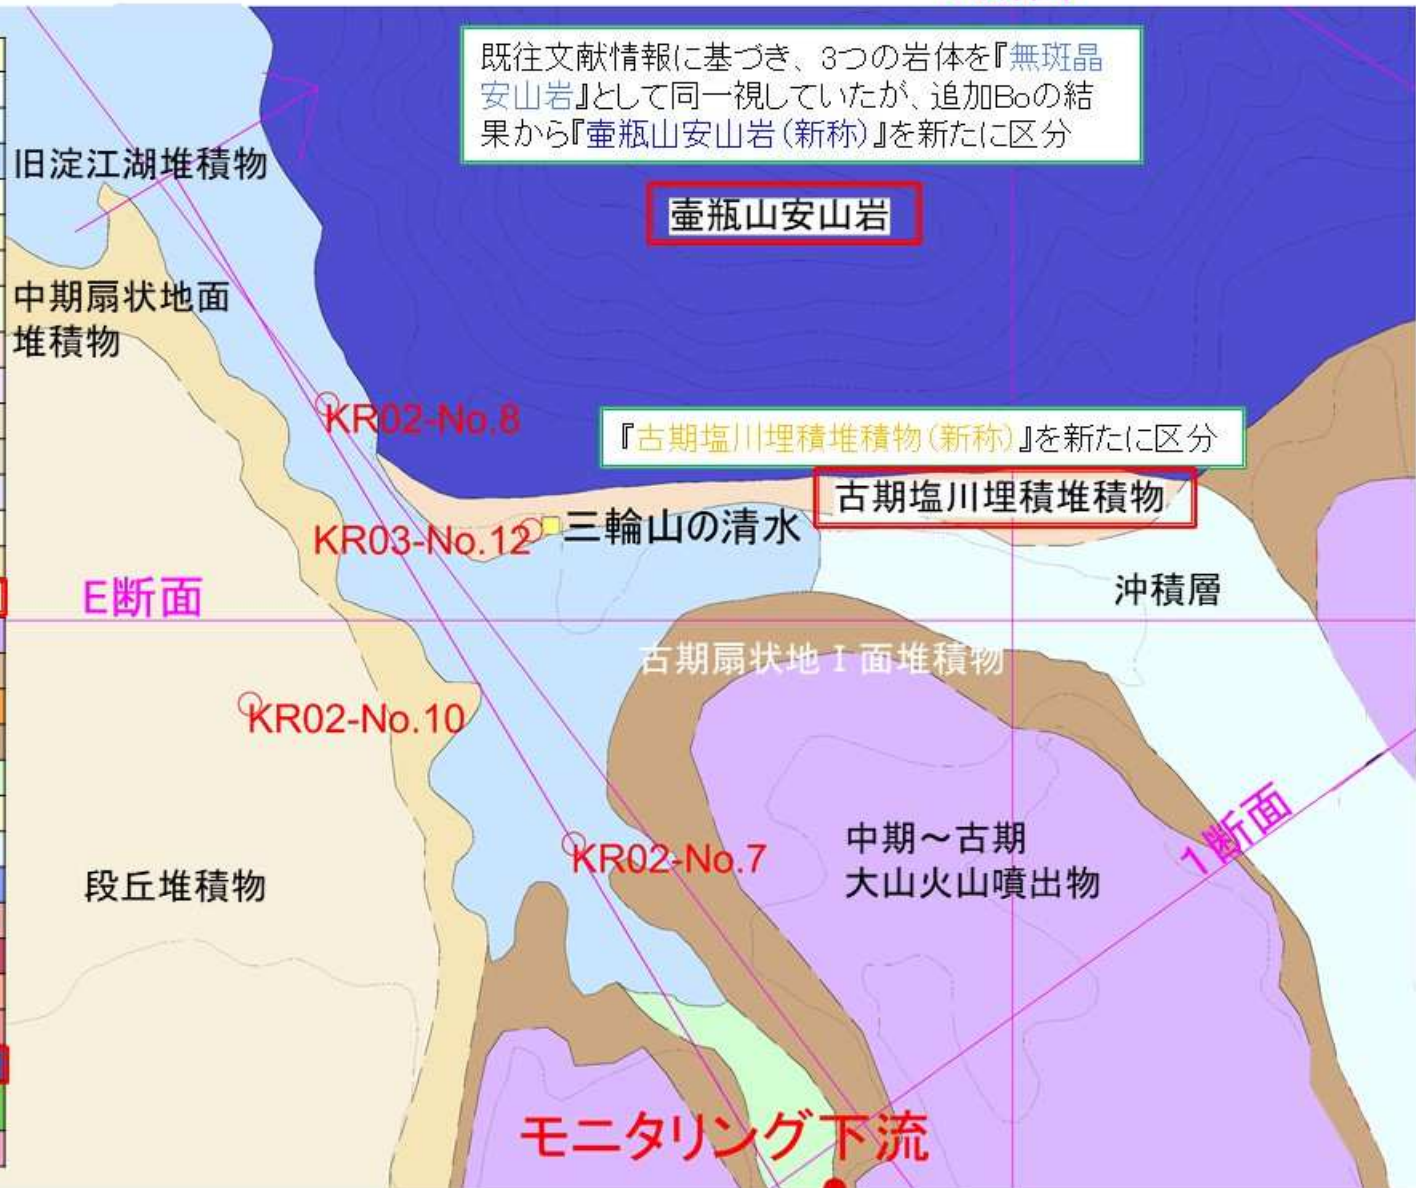 既往文献情報に基づき、3つの岩体を『無斑晶
安山岩』として同一視していたが、追加Boの結
果から『壷瓶山安山岩（新称）』を新たに区分
旧淀江湖堆積物
壷瓶山安山岩
中期扇状地面
堆積物
KR02-No.8
『古期塩川埋積堆積物（新称）』を新たに区分
古期塩川埋積堆積物
三輪山の清水
KR03-No.12
E断面
沖積層
古期扇状地Ⅰ面堆積物
KR02-No.10
1断面
中期～古期
大山火山噴出物
KR02-No.7
段丘堆積物
モニタリング下流